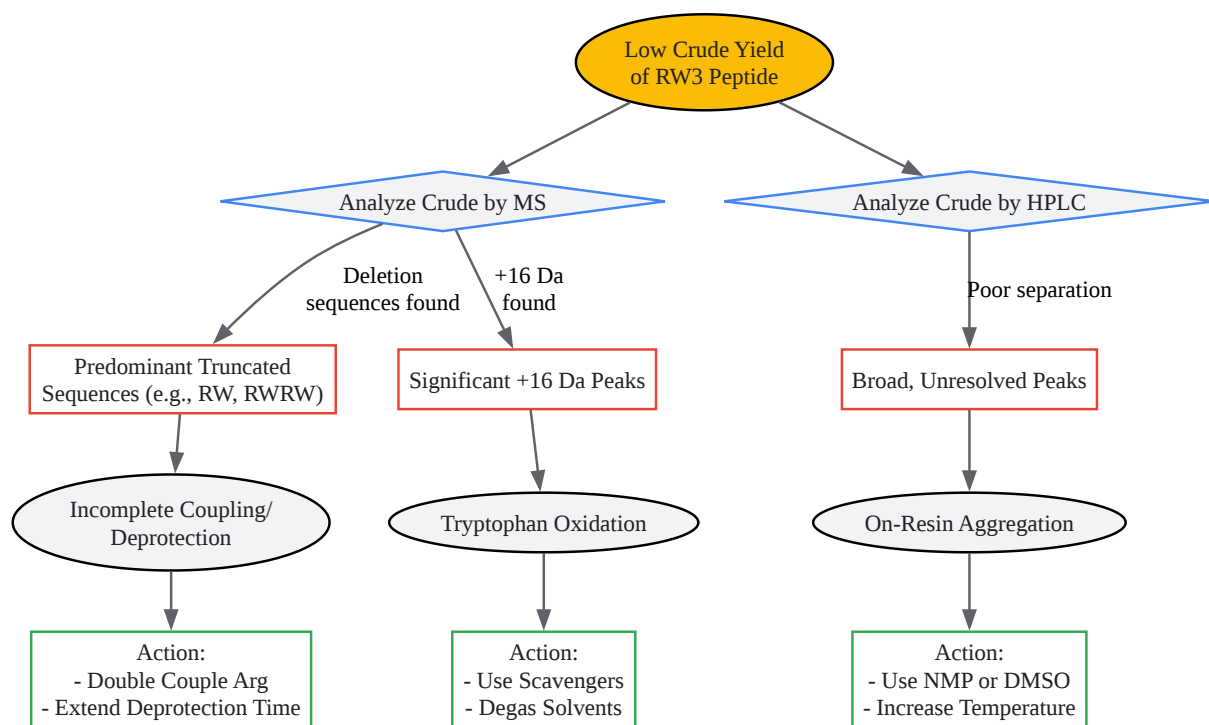 Low Crude Yield
of RW3 Peptide
Analyze Crude by MS
Analyze Crude by HPLC
Deletion
sequences found
+16 Da
found
Poor separation
Predominant Truncated
Sequences (e.g., RW, RWRW)
Significant +16 Da Peaks
Broad, Unresolved Peaks
Incomplete Coupling/
Deprotection
Tryptophan Oxidation
On-Resin Aggregation
Action:
- Double Couple Arg
- Extend Deprotection Time
Action:
- Use Scavengers
- Degas Solvents
Action:
- Use NMP or DMSO
- Increase Temperature